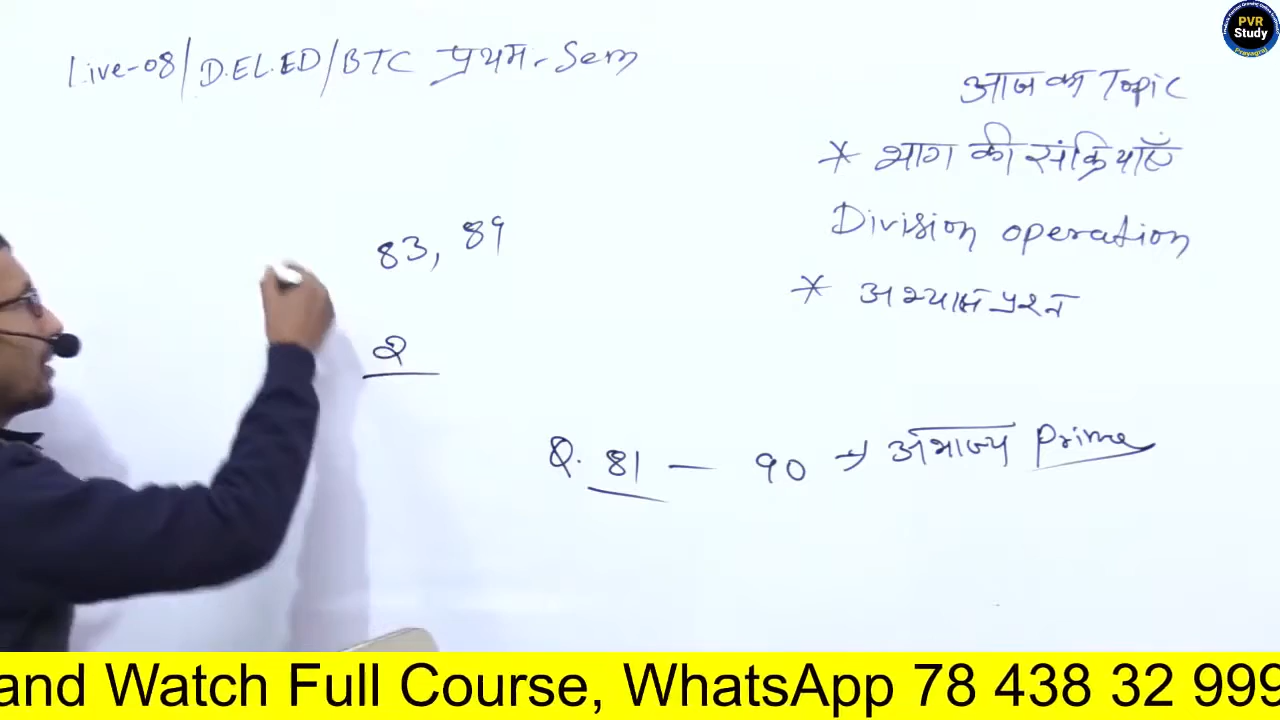 Live-08/D.EL.ED/BTC प्रथम. Sem
आज का Topic
* भाग की संक्रियाएँ
Division operation
* अभ्यास प्रश्न
83, 89
2
Q. 81 — 90 → अभाज्य Prime
PVR
Study
Prayagraj
and Watch Full Course, WhatsApp 78 438 32 999